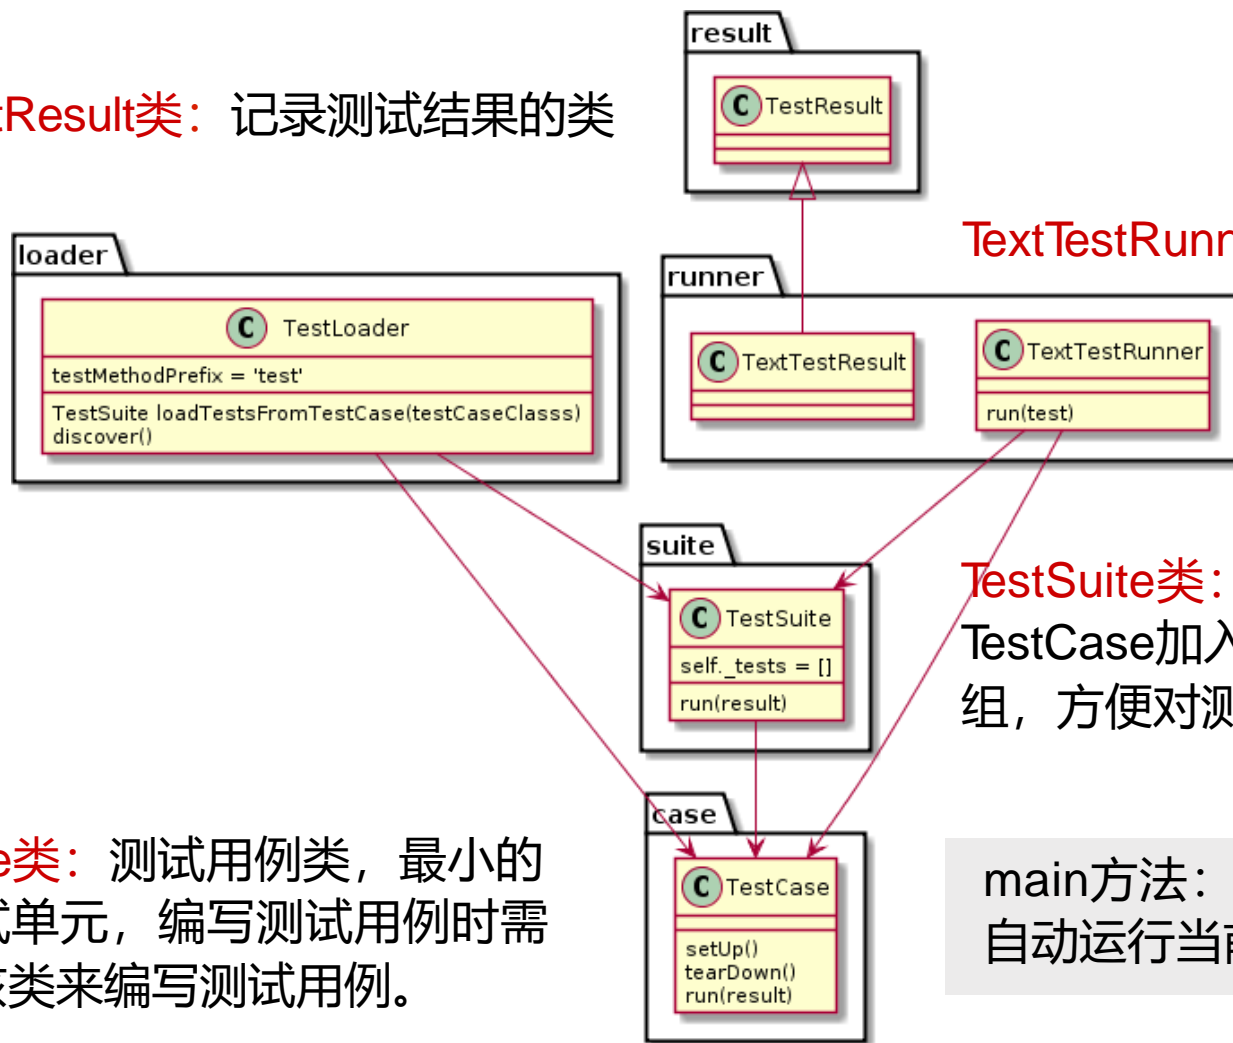 result
C TestResult
tResult类：记录测试结果的类
loader
C TestLoader
testMethodPrefix = 'test'
TestSuite loadTestsFromTestCase(testCaseClasss)
discover()
TextTestRunn
runner
C TextTestResult
C TextTestRunner
run(test)
suite
C TestSuite
self._tests = []
run(result)
TestSuite类：
TestCase加入
组，方便对测
case
C TestCase
setUp()
tearDown()
run(result)
e类：测试用例类，最小的
式单元，编写测试用例时需
该类来编写测试用例。
main方法：
自动运行当前